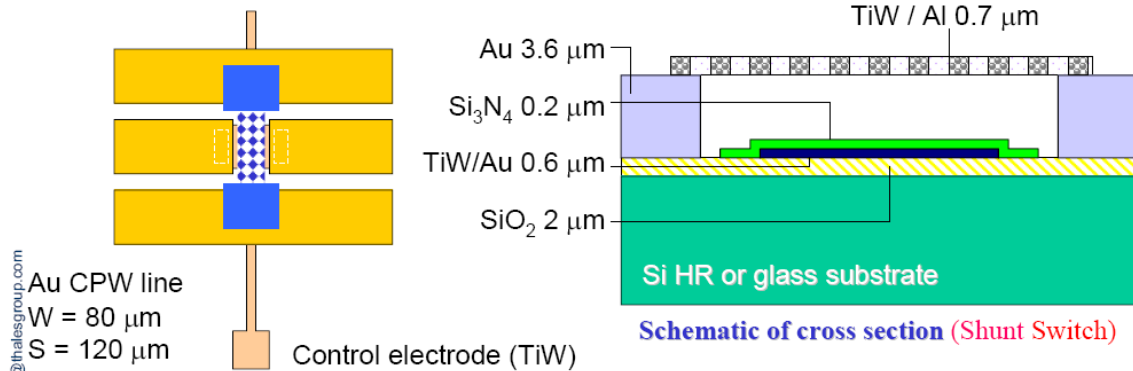 TiW / Al 0.7 μm
Au 3.6 μm
Si₃N₄ 0.2 μm
TiW/Au 0.6 μm
SiO₂ 2 μm
Si HR or glass substrate
Schematic of cross section (Shunt Switch)
@thalesgroup.com
Au CPW line
W = 80 μm
S = 120 μm
Control electrode (TiW)